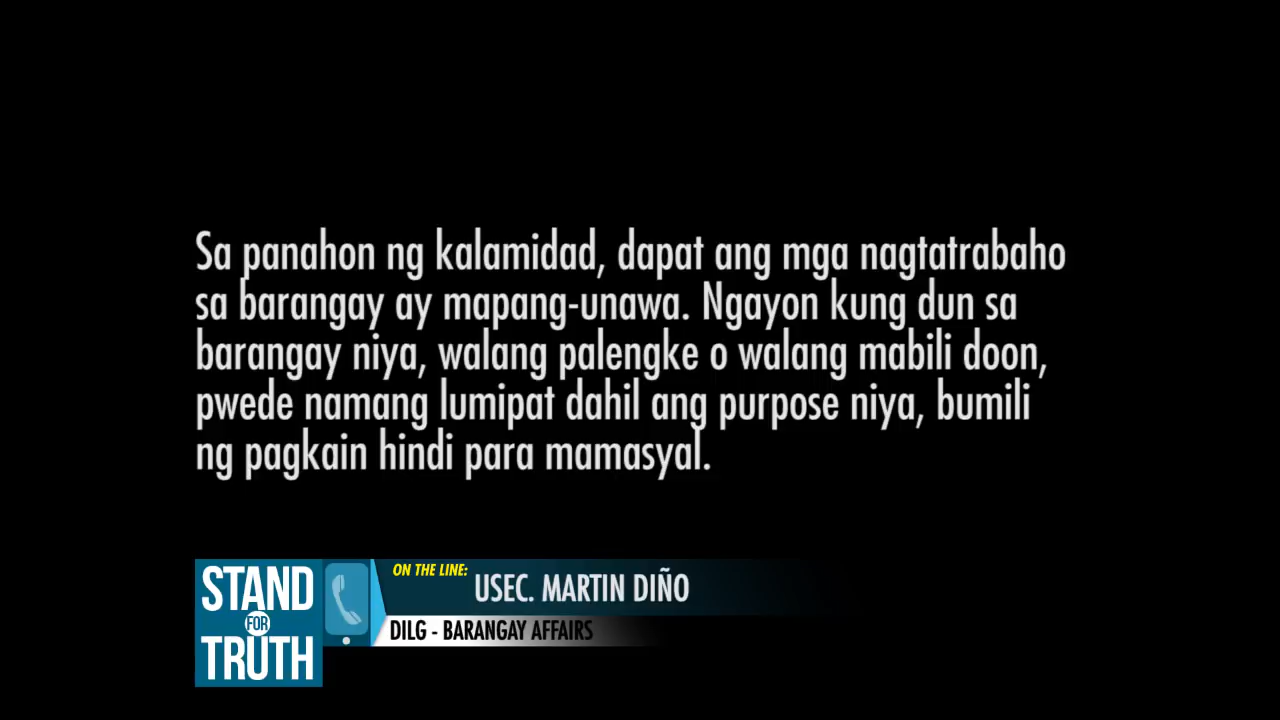 Sa panahon ng kalamidad, dapat ang mga nagtatrabaho
sa barangay ay mapang-unawa. Ngayon kung dun sa
barangay niya, walang palengke o walang mabili doon,
pwede namang lumipat dahil ang purpose niya, bumili
ng pagkain hindi para mamasyal.
STAND
FOR
TRUTH
ON THE LINE:
USEC. MARTIN DIÑO
DILG - BARANGAY AFFAIRS